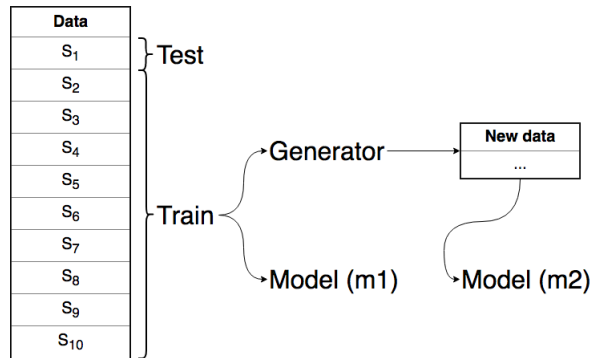 Data
S1
Test
S2
S3
S4
Generator
New data
...
S5
S6
Train
S7
S8
Model (m1)
Model (m2)
S9
S10